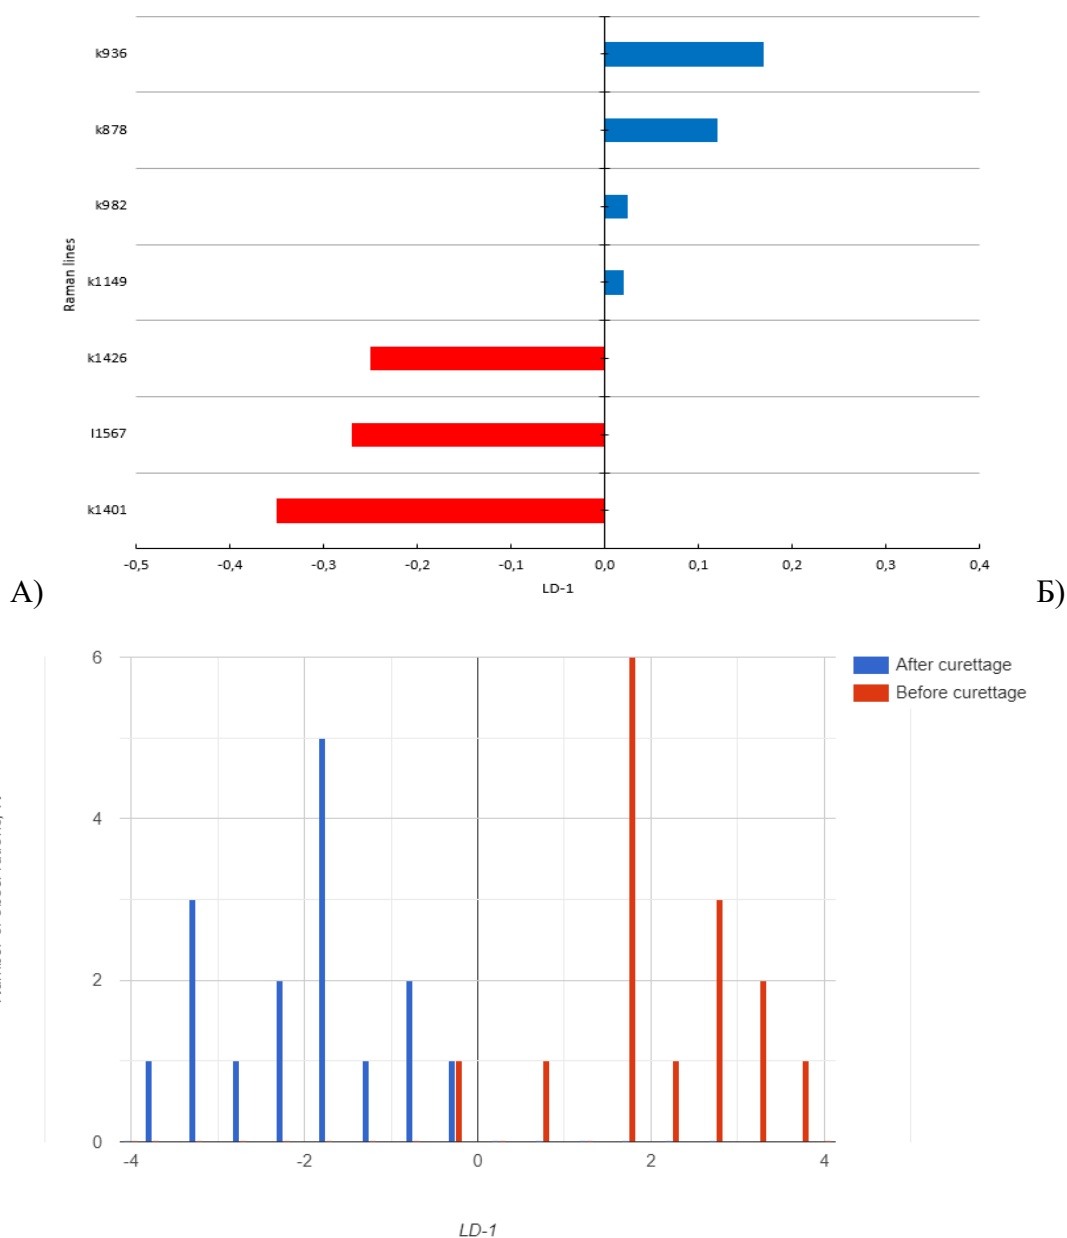 k936
k878
k982
k1149
k1426
I1567
k1401
Raman lines
-0,5 -0,4 -0,3 -0,2 -0,1 0,0 0,1 0,2 0,3 0,4
LD-1
А) Б)
6
4
2
0
-4 -2 0 2 4
LD-1
After curettage
Before curettage